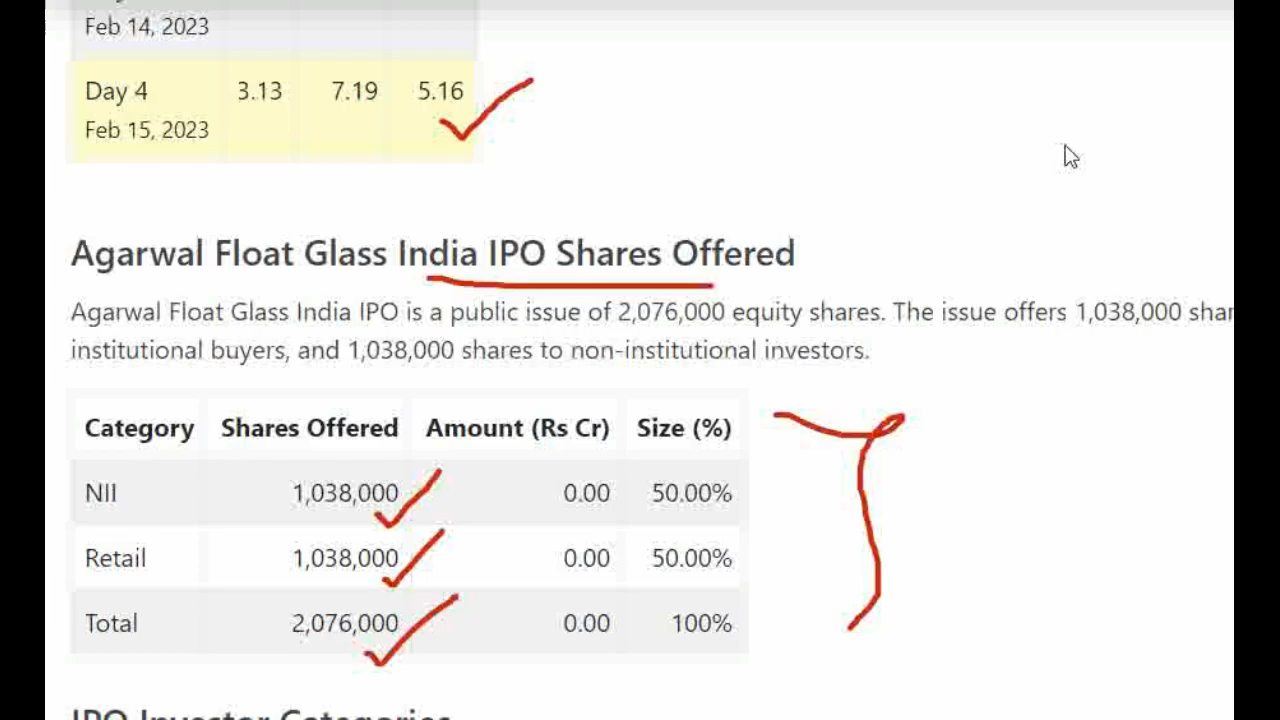 Feb 14, 2023
Day 4 3.13 7.19 5.16
Feb 15, 2023
Agarwal Float Glass India IPO Shares Offered
Agarwal Float Glass India IPO is a public issue of 2,076,000 equity shares. The issue offers 1,038,000 shar
institutional buyers, and 1,038,000 shares to non-institutional investors.
Category Shares Offered Amount (Rs Cr) Size (%)
NII 1,038,000 0.00 50.00%
Retail 1,038,000 0.00 50.00%
Total 2,076,000 0.00 100%
IPO Investor Categories